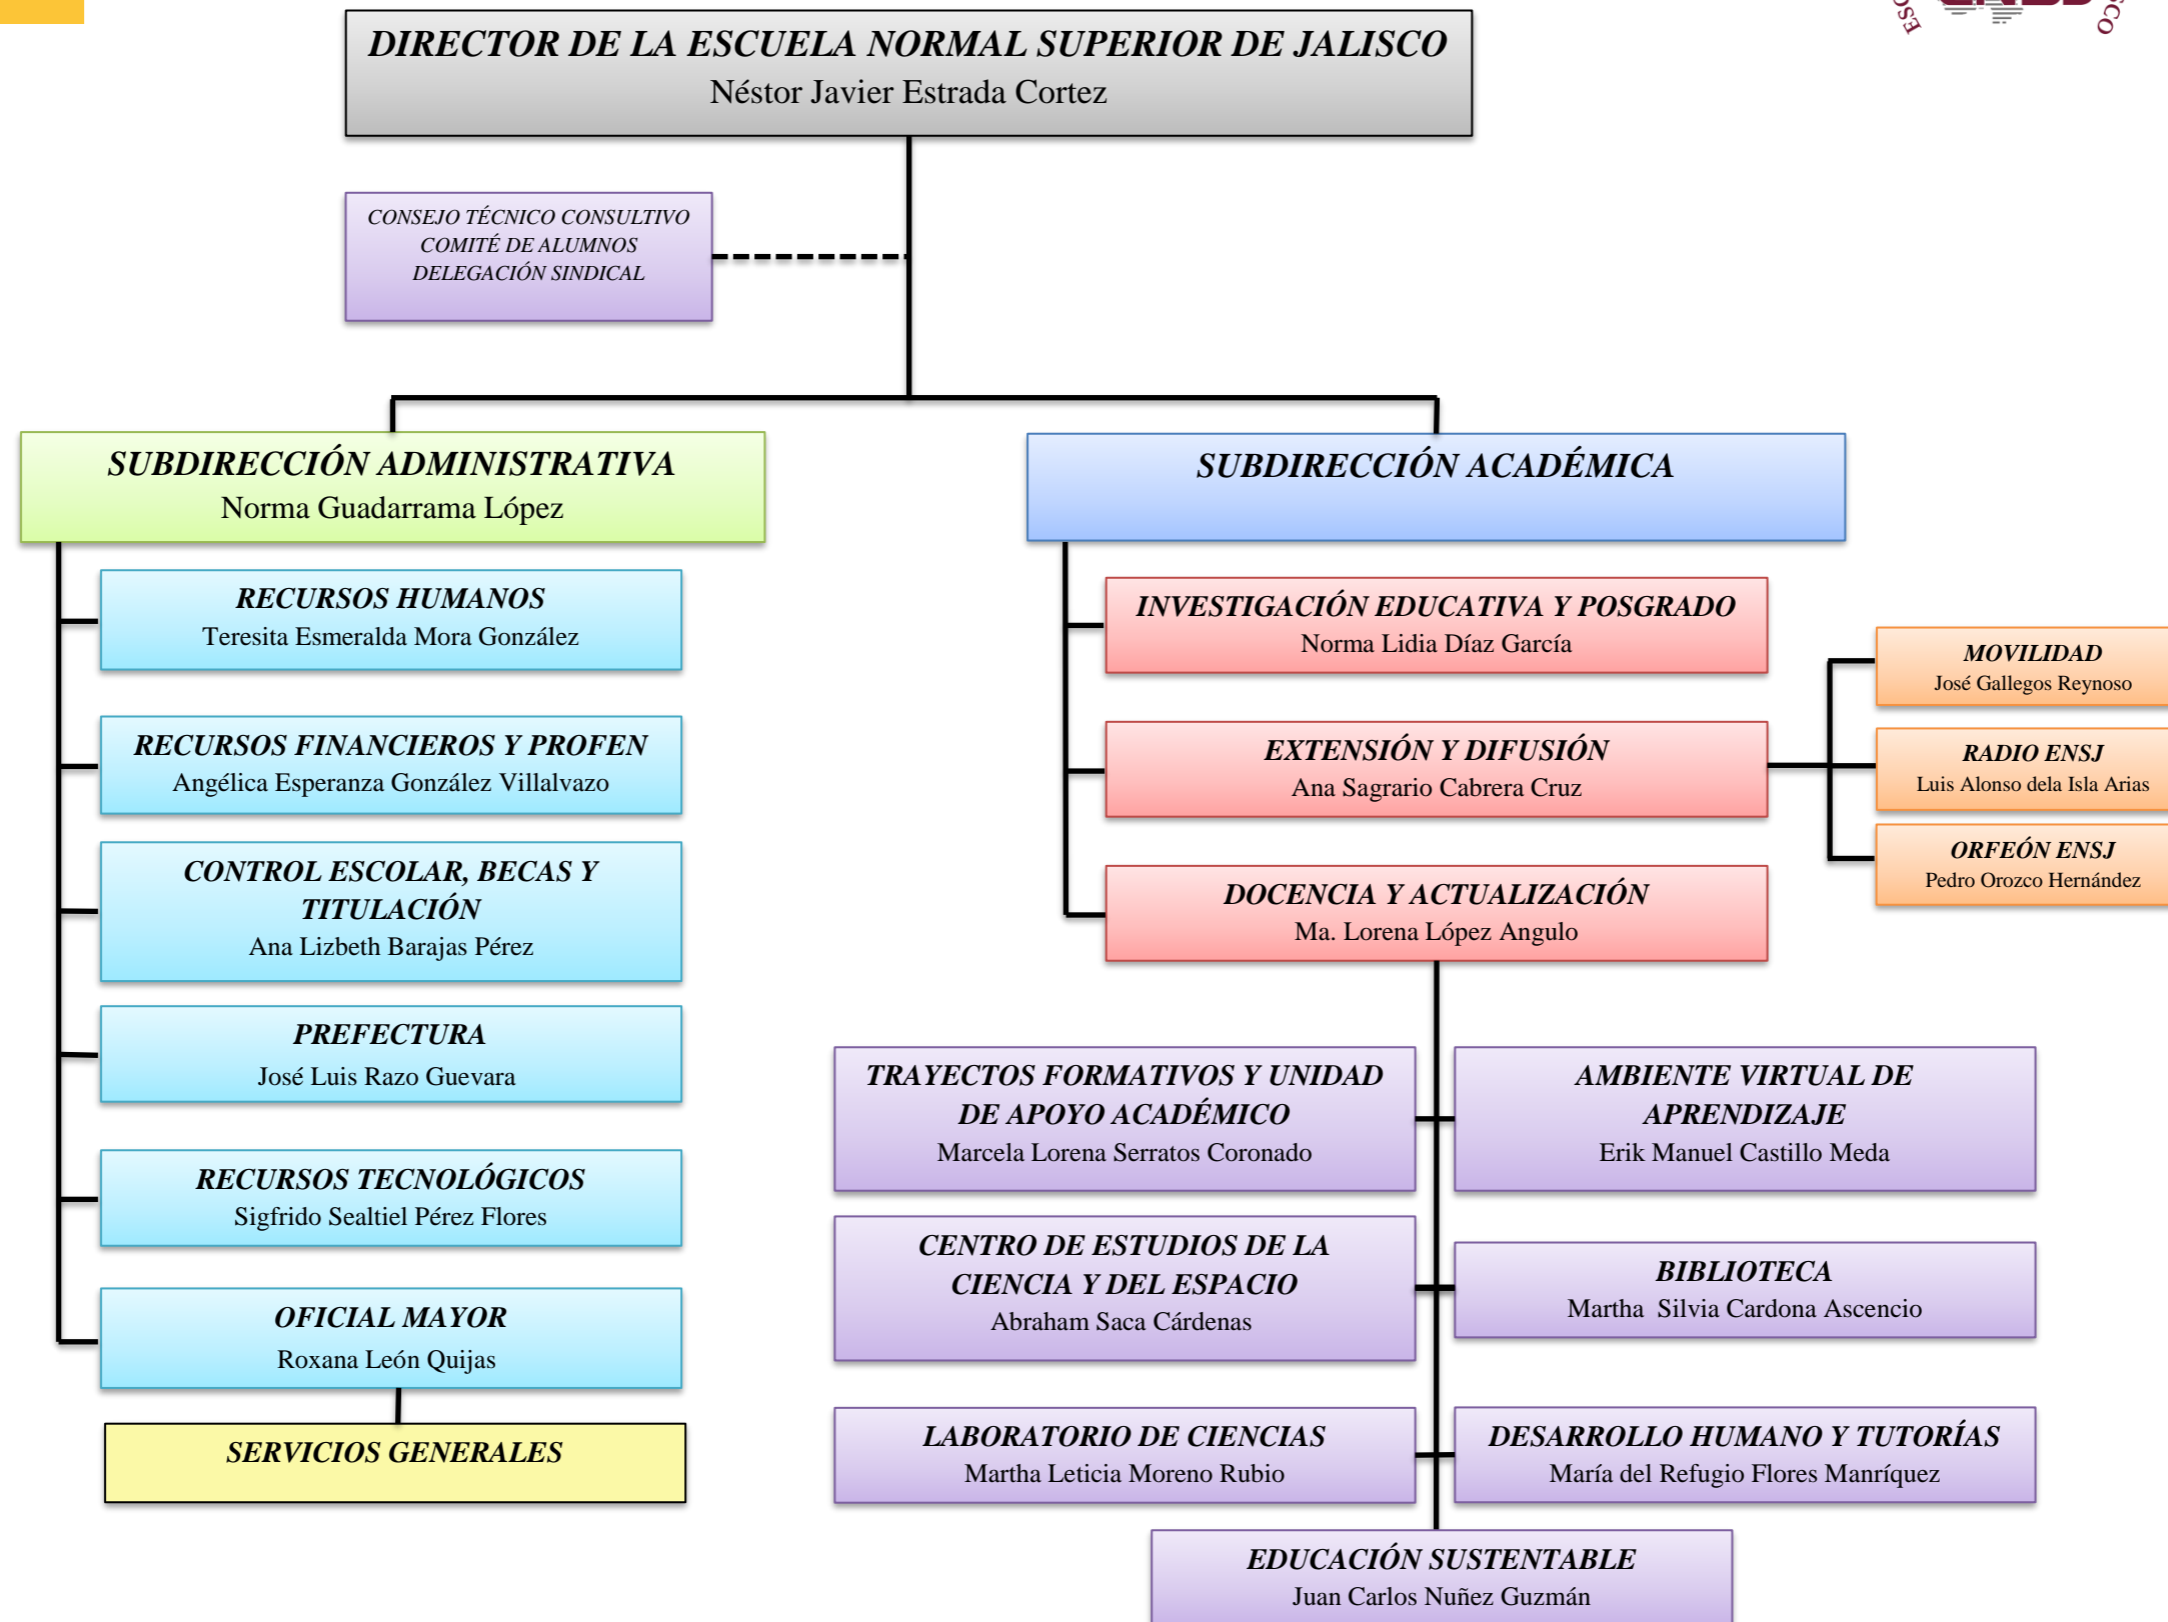 DIRECTOR DE LA ESCUELA NORMAL SUPERIOR DE JALISCO
Néstor Javier Estrada Cortez
CONSEJO TÉCNICO CONSULTIVO
COMITÉ DE ALUMNOS
DELEGACIÓN SINDICAL
SUBDIRECCIÓN ADMINISTRATIVA
Norma Guadarrama López
RECURSOS HUMANOS
Teresita Esmeralda Mora González
RECURSOS FINANCIEROS Y PROFEN
Angélica Esperanza González Villalvazo
CONTROL ESCOLAR, BECAS Y
TITULACIÓN
Ana Lizbeth Barajas Pérez
PREFECTURA
José Luis Razo Guevara
RECURSOS TECNOLÓGICOS
Sigfrido Sealtiel Pérez Flores
OFICIAL MAYOR
Roxana León Quijas
SERVICIOS GENERALES
SUBDIRECCIÓN ACADÉMICA
INVESTIGACIÓN EDUCATIVA Y POSGRADO
Norma Lidia Díaz García
EXTENSIÓN Y DIFUSIÓN
Ana Sagrario Cabrera Cruz
MOVILIDAD
José Gallegos Reynoso
RADIO ENSJ
Luis Alonso dela Isla Arias
ORFEÓN ENSJ
Pedro Orozco Hernández
DOCENCIA Y ACTUALIZACIÓN
Ma. Lorena López Angulo
TRAYECTOS FORMATIVOS Y UNIDAD
DE APOYO ACADÉMICO
Marcela Lorena Serratos Coronado
AMBIENTE VIRTUAL DE
APRENDIZAJE
Erik Manuel Castillo Meda
CENTRO DE ESTUDIOS DE LA
CIENCIA Y DEL ESPACIO
Abraham Saca Cárdenas
BIBLIOTECA
Martha  Silvia Cardona Ascencio
LABORATORIO DE CIENCIAS
Martha Leticia Moreno Rubio
DESARROLLO HUMANO Y TUTORÍAS
María del Refugio Flores Manríquez
EDUCACIÓN SUSTENTABLE
Juan Carlos Nuñez Guzmán